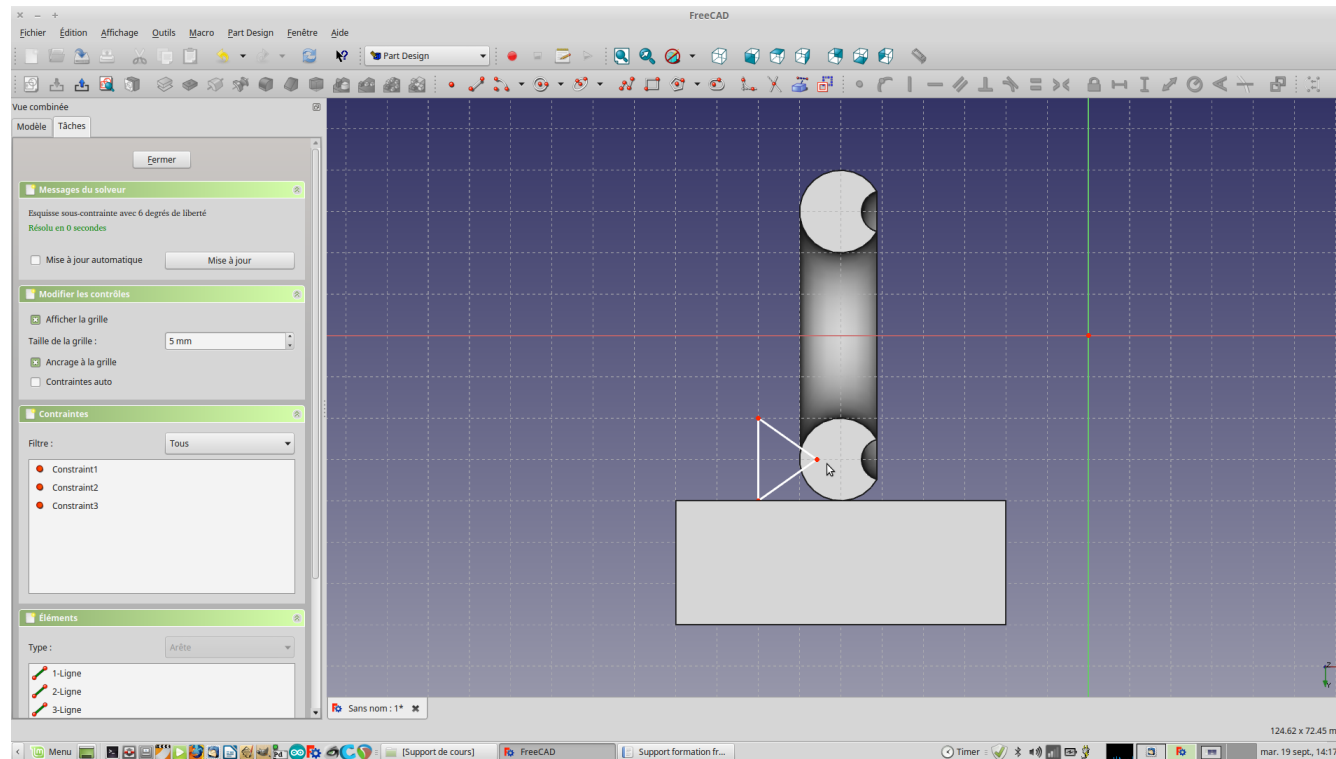 FreeCAD
Fichier Édition Affichage Outils Macro Part Design Fenêtre Aide
Part Design
Vue combinée
Modèle Tâches
Fermer
Messages du solveur
Esquisse sous-contrainte avec 6 degrés de liberté
Résolu en 0 secondes
Mise à jour automatique Mise à jour
Modifier les contrôles
Afficher la grille
Taille de la grille : 5 mm
Ancrage à la grille
Contraintes auto
Contraintes
Filtre : Tous
Constraint1
Constraint2
Constraint3
Éléments
Type : Arête
1-Ligne
2-Ligne
3-Ligne
Sans nom : 1*
Z
Y
124.62 x 72.45 m
Menu [Support de cours] FreeCAD Support formation fr... Timer mar. 19 sept., 14:17